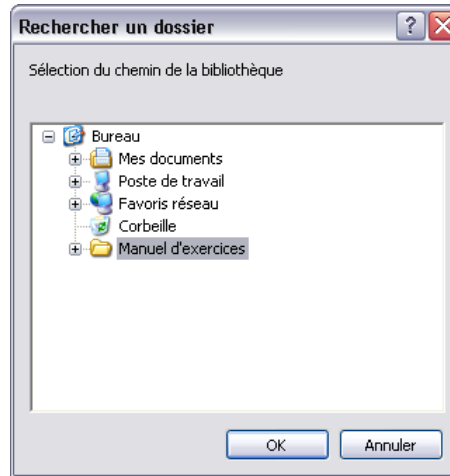 Rechercher un dossier
Sélection du chemin de la bibliothèque
Bureau
Mes documents
Poste de travail
Favoris réseau
Corbeille
Manuel d'exercices
OK Annuler